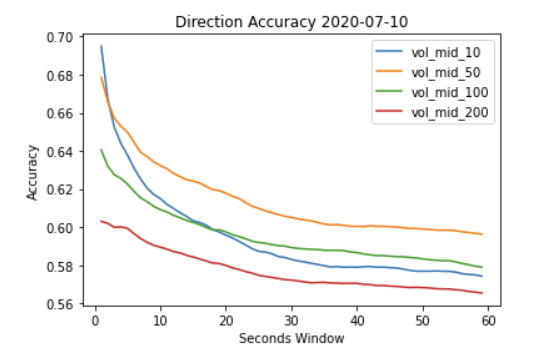 Direction Accuracy 2020-07-10
0.70
0.68
0.66
0.64
0.62
0.60
0.58
0.56
Accuracy
vol_mid_10
vol_mid_50
vol_mid_100
vol_mid_200
0 10 20 30 40 50 60
Seconds Window